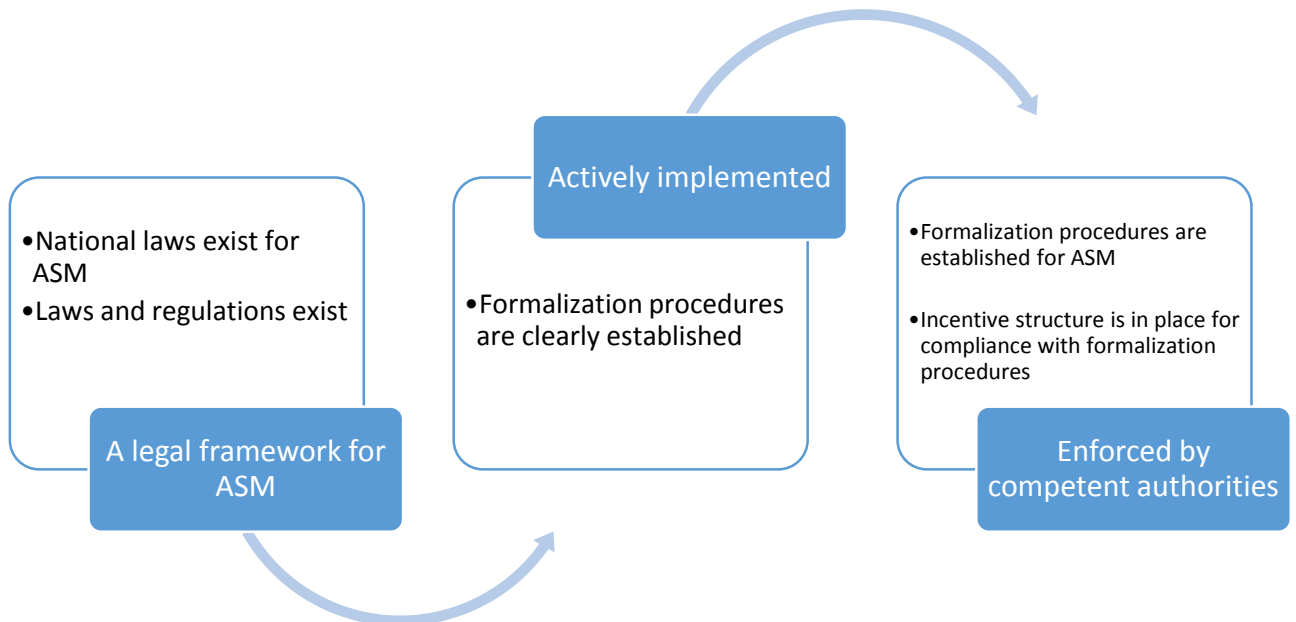 •National laws exist for
ASM
•Laws and regulations exist
A legal framework for
ASM
Actively implemented
•Formalization procedures
are clearly established
•Formalization procedures are
established for ASM
•Incentive structure is in place for
compliance with formalization
procedures
Enforced by
competent authorities